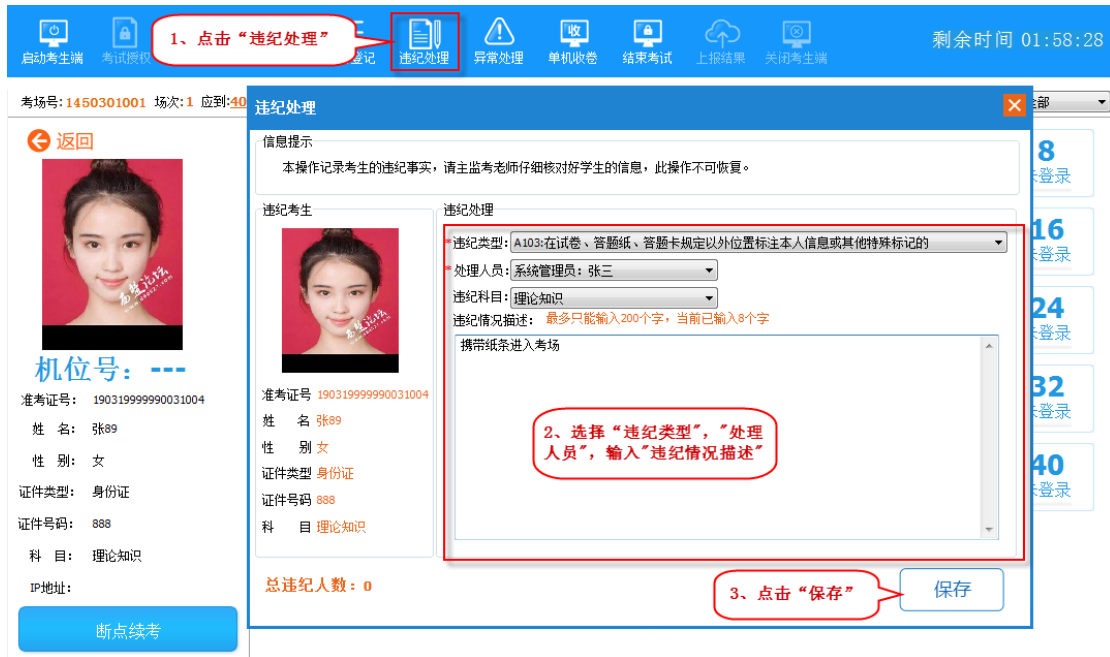 1、点击“违纪处理”
启动考生端 考试授权 登记 违纪处理 异常处理 单机收卷 结束考试 上报结果 关闭考生端
剩余时间 01:58:28
考场号:1450301001 场次:1 应到:40
部
返回
机位号: ---
准考证号: 190319999990031004
姓 名: 张89
性 别: 女
证件类型: 身份证
证件号码: 888
科 目: 理论知识
IP地址:
断点续考
违纪处理
信息提示
本操作记录考生的违纪事实，请主监考老师仔细核对好学生的信息，此操作不可恢复。
违纪考生
准考证号 190319999990031004
姓 名 张89
性 别 女
证件类型 身份证
证件号码 888
科 目 理论知识
违纪处理
*违纪类型: A103:在试卷、答题纸、答题卡规定以外位置标注本人信息或其他特殊标记的
*处理人员: 系统管理员: 张三
违纪科目: 理论知识
违纪情况描述: 最多只能输入200个字，当前已输入8个字
携带纸条进入考场
2、选择“违纪类型”，”处理
人员”，输入”违纪情况描述”
总违纪人数: 0
3、点击“保存”
保存
8
登录
16
登录
24
登录
32
登录
40
登录